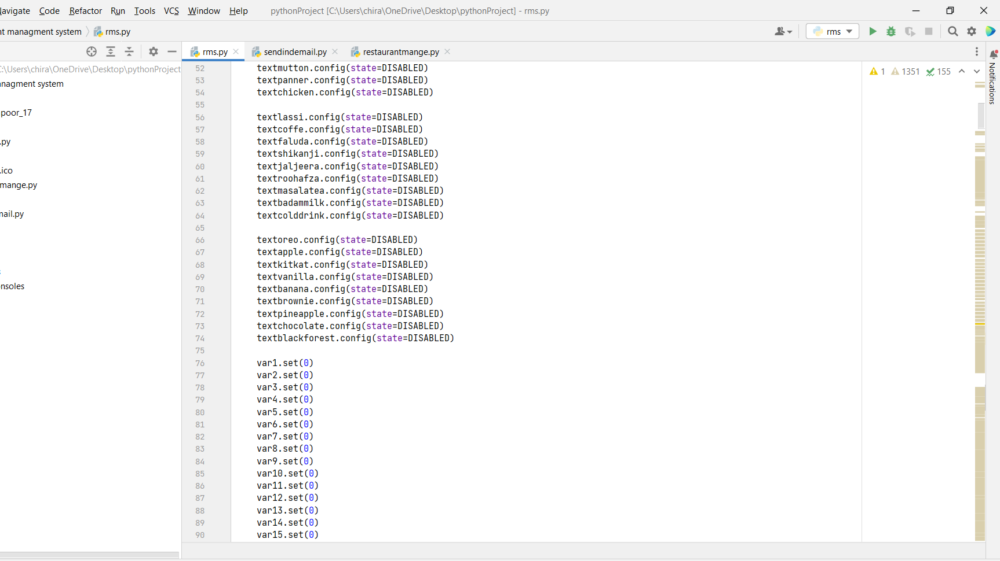 Navigate Code Refactor Run Tools VCS Window Help pythonProject [C:\Users\chira\OneDrive\Desktop\pythonProject] - rms.py
nt managment system rms.py
rms
rms.py sendindemail.py restaurantmange.py
C:\Users\chira\OneDrive\Desktop\pythonProject
anagment system
poor_17
.py
.ico
mange.py
mail.py
s
onsoles
1 1351 155
Notifications
52 textmutton.config(state=DISABLED)
53 textpanner.config(state=DISABLED)
54 textchicken.config(state=DISABLED)
55
56 textlassi.config(state=DISABLED)
57 textcoffe.config(state=DISABLED)
58 textfaluda.config(state=DISABLED)
59 textshikanji.config(state=DISABLED)
60 textjaljeera.config(state=DISABLED)
61 textroohafza.config(state=DISABLED)
62 textmasalatea.config(state=DISABLED)
63 textbadammilk.config(state=DISABLED)
64 textcolddrink.config(state=DISABLED)
65
66 textoreo.config(state=DISABLED)
67 textapple.config(state=DISABLED)
68 textkitkat.config(state=DISABLED)
69 textvanilla.config(state=DISABLED)
70 textbanana.config(state=DISABLED)
71 textbrownie.config(state=DISABLED)
72 textpineapple.config(state=DISABLED)
73 textchocolate.config(state=DISABLED)
74 textblackforest.config(state=DISABLED)
75
76 var1.set(0)
77 var2.set(0)
78 var3.set(0)
79 var4.set(0)
80 var5.set(0)
81 var6.set(0)
82 var7.set(0)
83 var8.set(0)
84 var9.set(0)
85 var10.set(0)
86 var11.set(0)
87 var12.set(0)
88 var13.set(0)
89 var14.set(0)
90 var15.set(0)